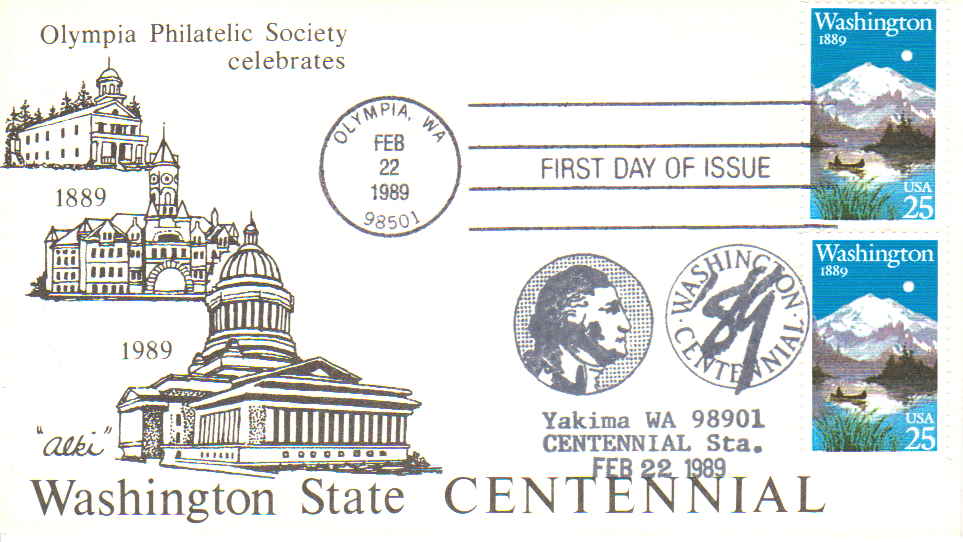 Olympia Philatelic Society
celebrates
1889
1989
"Alki"
Washington State CENTENNIAL
OLYMPIA, WA
FEB
22
1989
98501
FIRST DAY OF ISSUE
Washington
1889
USA
25
WASHINGTON
89
CENTENNIAL
Yakima WA 98901
CENTENNIAL Sta.
FEB 22 1989
Washington
1889
USA
25